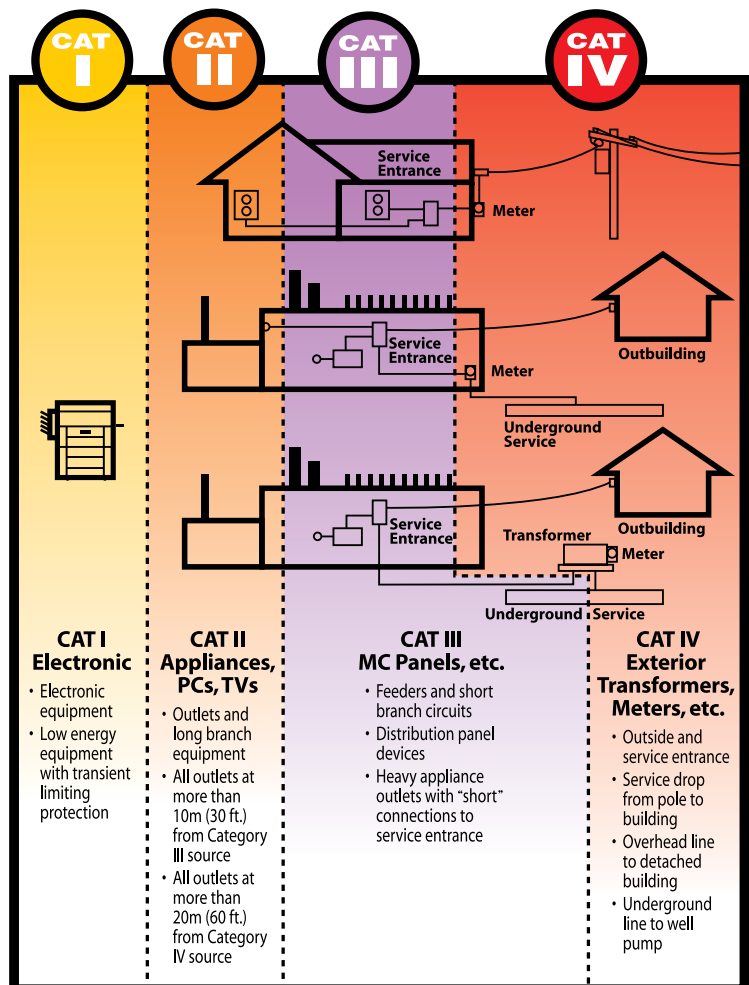 CAT
I
CAT
II
CAT
III
CAT
IV
Service
Entrance
Meter
Service
Entrance
Meter
Outbuilding
Underground
Service
Service
Entrance
Outbuilding
Transformer
Meter
Underground Service
CAT I
Electronic
• Electronic
equipment
• Low energy
equipment
with transient
limiting
protection
CAT II
Appliances,
PCs, TVs
• Outlets and
long branch
equipment
• All outlets at
more than
10m (30 ft.)
from Category
III source
• All outlets at
more than
20m (60 ft.)
from Category
IV source
CAT III
MC Panels, etc.
• Feeders and short
branch circuits
• Distribution panel
devices
• Heavy appliance
outlets with “short”
connections to
service entrance
CAT IV
Exterior
Transformers,
Meters, etc.
• Outside and
service entrance
• Service drop
from pole to
building
• Overhead line
to detached
building
• Underground
line to well
pump